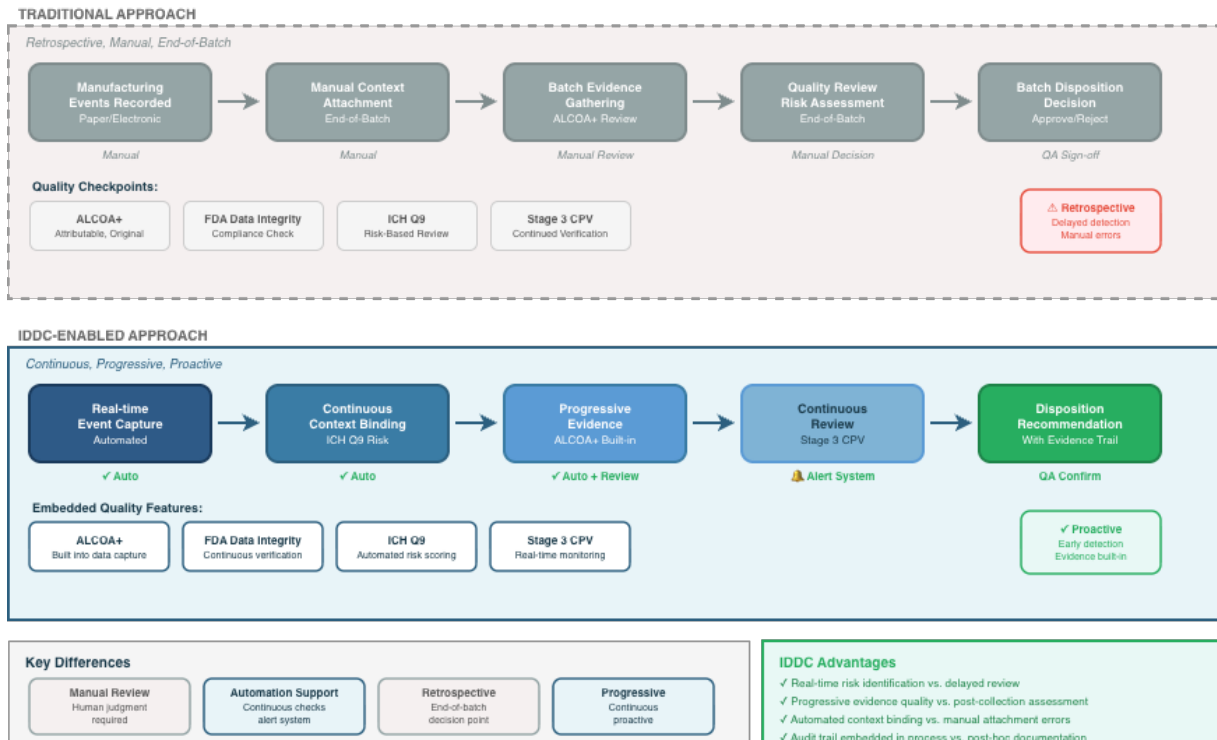 TRADITIONAL APPROACH
Retrospective, Manual, End-of-Batch
Manufacturing
Events Recorded
Paper/Electronic
Manual
Manual Context
Attachment
End-of-Batch
Manual
Batch Evidence
Gathering
ALCOA+ Review
Manual Review
Quality Review
Risk Assessment
End-of-Batch
Manual Decision
Batch Disposition
Decision
Approve/Reject
QA Sign-off
Quality Checkpoints:
ALCOA+
Attributable, Original
FDA Data Integrity
Compliance Check
ICH Q9
Risk-Based Review
Stage 3 CPV
Continued Verification
⚠ Retrospective
Delayed detection
Manual errors
IDDC-ENABLED APPROACH
Continuous, Progressive, Proactive
Real-time
Event Capture
Automated
✓ Auto
Continuous
Context Binding
ICH Q9 Risk
✓ Auto
Progressive
Evidence
ALCOA+ Built-in
✓ Auto + Review
Continuous
Review
Stage 3 CPV
🔔 Alert System
Disposition
Recommendation
With Evidence Trail
QA Confirm
Embedded Quality Features:
ALCOA+
Built into data capture
FDA Data Integrity
Continuous verification
ICH Q9
Automated risk scoring
Stage 3 CPV
Real-time monitoring
✓ Proactive
Early detection
Evidence built-in
Key Differences
Manual Review
Human judgment
required
Automation Support
Continuous checks
alert system
Retrospective
End-of-batch
decision point
Progressive
Continuous
proactive
IDDC Advantages
✓ Real-time risk identification vs. delayed review
✓ Progressive evidence quality vs. post-collection assessment
✓ Automated context binding vs. manual attachment errors
✓ Audit trail embedded in process vs. post-hoc documentation